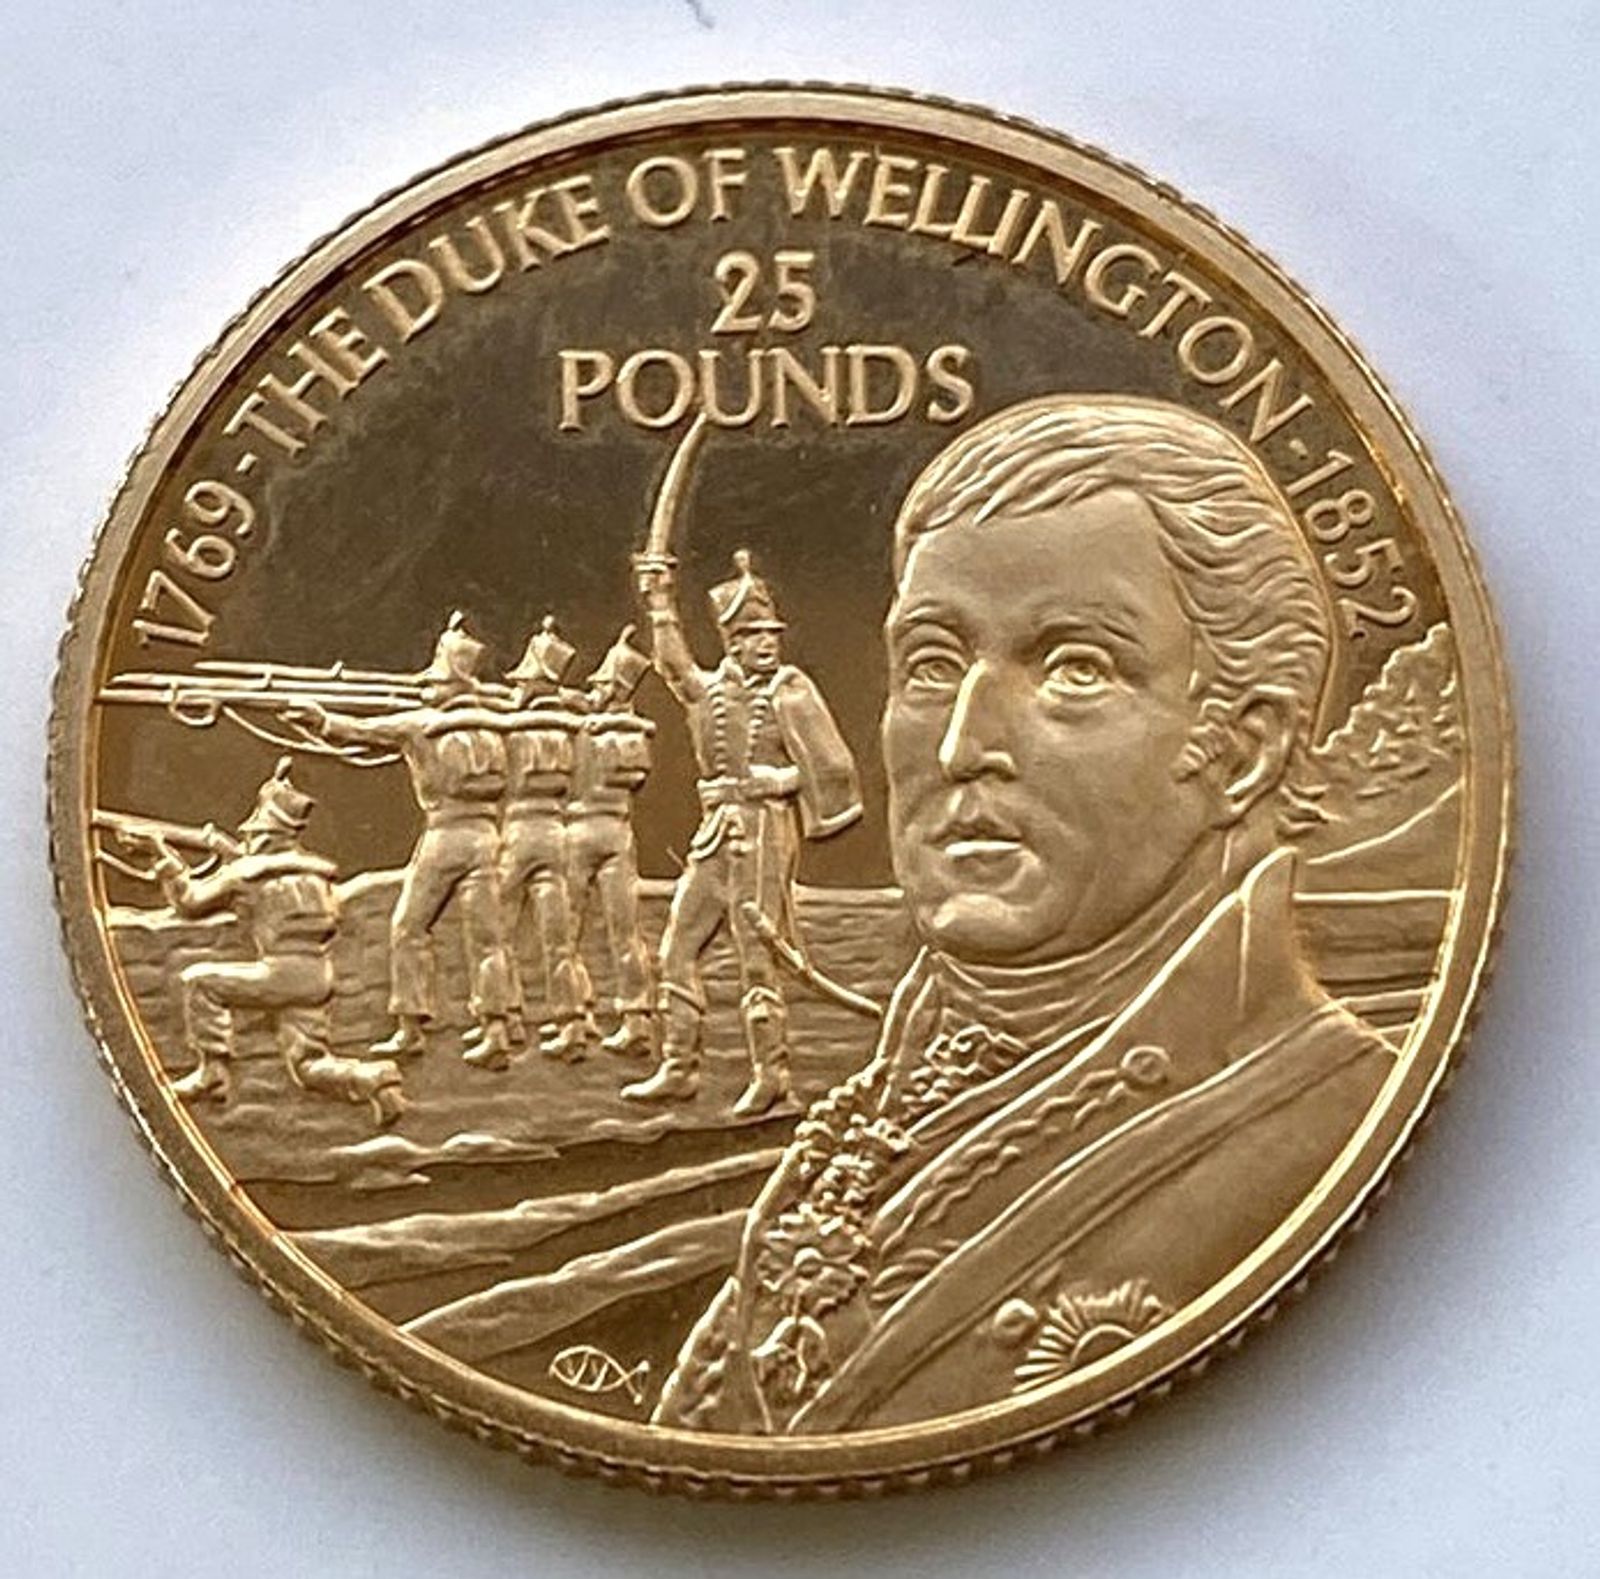 1769-THE DUKE OF WELLINGTON-1852
25
POUNDS